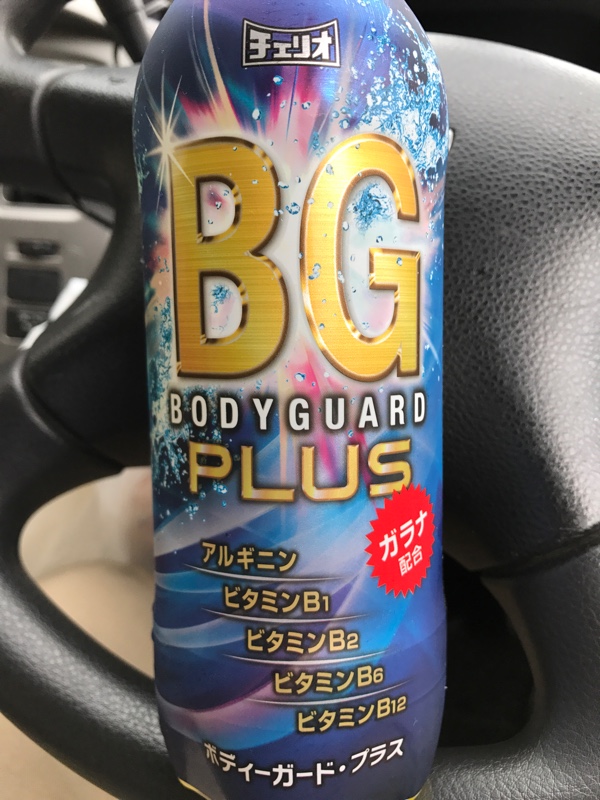 チェリオ
BG
BODYGUARD
PLUS
ガラナ
配合
アルギニン
ビタミンB1
ビタミンB2
ビタミンB6
ビタミンB12
ボディーガード・プラス